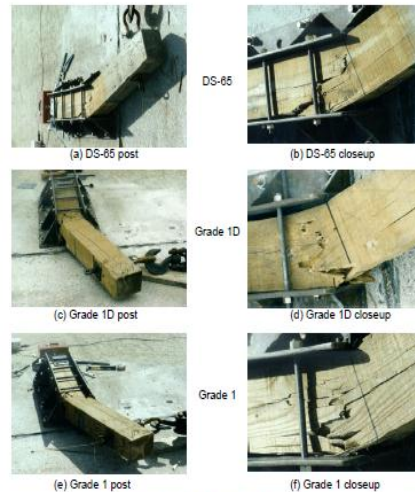 DS-65
(a) DS-65 post
(b) DS-65 closeup
Grade 1D
(c) Grade 1D post
(d) Grade 1D closeup
Grade 1
(e) Grade 1 post
(f) Grade 1 closeup